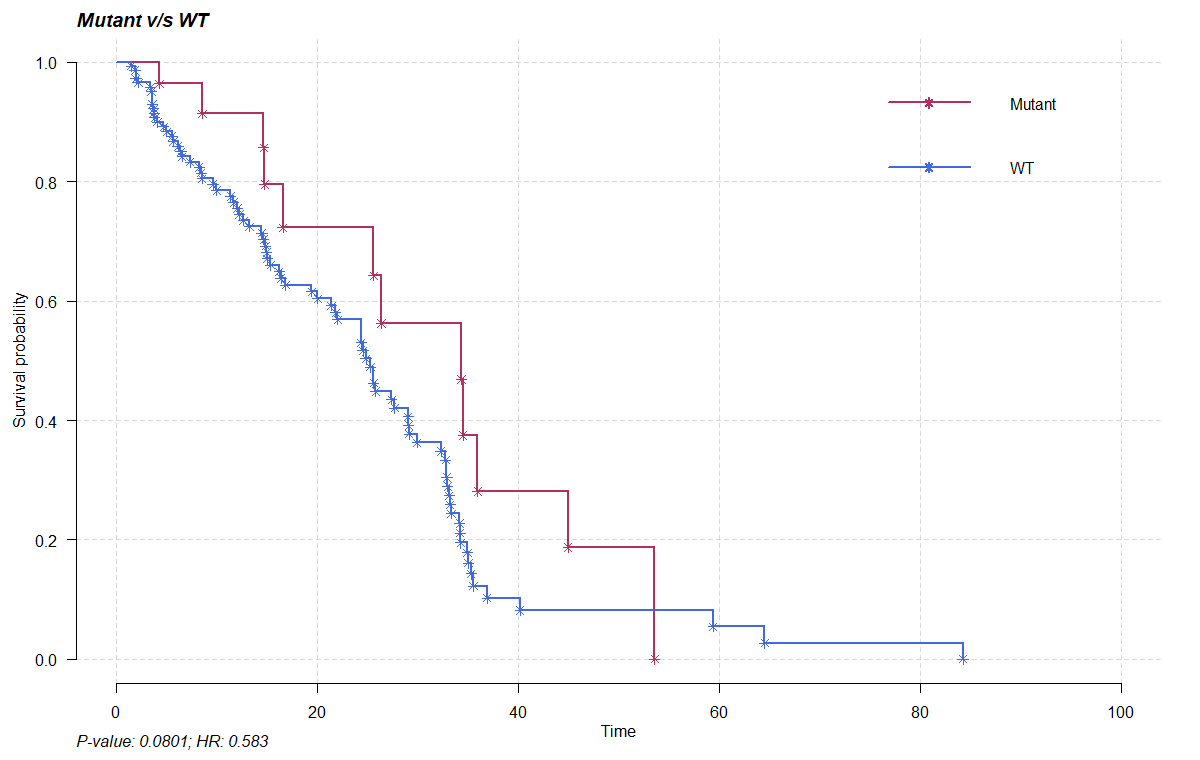 Mutant v/s WT
1.0
0.8
0.6
0.4
0.2
0.0
Survival probability
Mutant
WT
0 20 40 60 80 100
Time
P-value: 0.0801; HR: 0.583